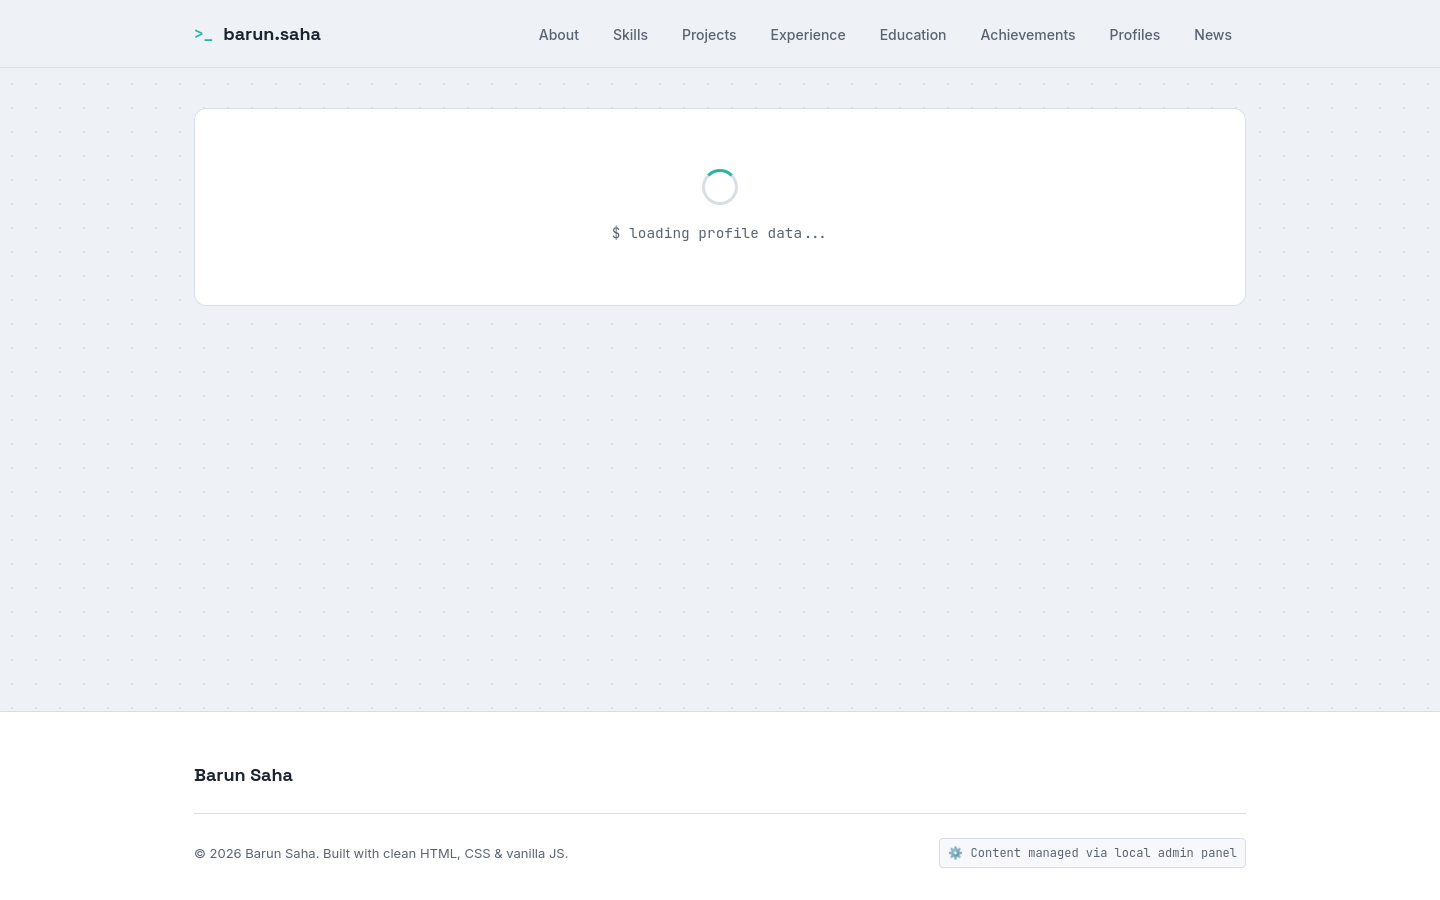 >_ barun.saha
About Skills Projects Experience Education Achievements Profiles News
$ loading profile data...
Barun Saha
© 2026 Barun Saha. Built with clean HTML, CSS & vanilla JS.
⚙️ Content managed via local admin panel